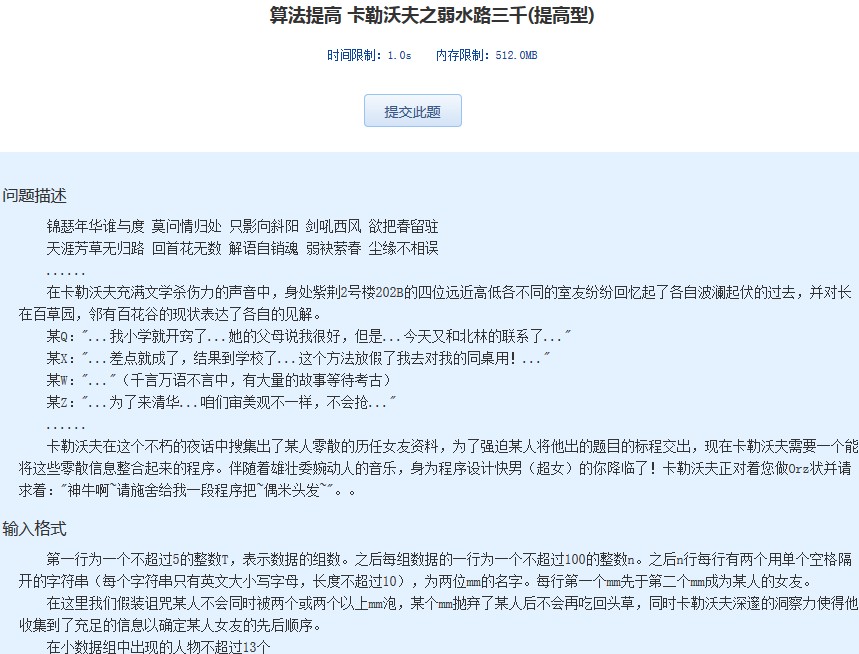 算法提高 卡勒沃夫之弱水路三千(提高型)
时间限制：1.0s 内存限制：512.0MB
提交此题
问题描述
锦瑟年华谁与度 莫问情归处 只影向斜阳 剑吼西风 欲把春留驻
天涯芳草无归路 回首花无数 解语自销魂 弱袂萦春 尘缘不相误
......
在卡勒沃夫充满文学杀伤力的声音中，身处紫荆2号楼202B的四位远近高低各不同的室友纷纷回忆起了各自波澜起伏的过去，并对长
在百草园，邻有百花谷的现状表达了各自的见解。
某Q："...我小学就开窍了...她的父母说我很好，但是...今天又和北林的联系了..."
某X："...差点就成了，结果到学校了...这个方法放假了我去对我的同桌用！..."
某W："..."（千言万语不言中，有大量的故事等待考古）
某Z："...为了来清华...咱们审美观不一样，不会抢..."
......
卡勒沃夫在这个不朽的夜话中搜集出了某人零散的历任女友资料，为了强迫某人将他出的题目的标程交出，现在卡勒沃夫需要一个能
将这些零散信息整合起来的程序。伴随着雄壮委婉动人的音乐，身为程序设计快男（超女）的你降临了！卡勒沃夫正对着您做Orz状并请
求着："神牛啊~请施舍给我一段程序把~偶米头发~"。。
输入格式
第一行为一个不超过5的整数T，表示数据的组数。之后每组数据的一行为一个不超过100的整数n。之后n行每行有两个用单个空格隔
开的字符串（每个字符串只有英文大小写字母，长度不超过10），为两位mm的名字。每行第一个mm先于第二个mm成为某人的女友。
在这里我们假装诅咒某人不会同时被两个或两个以上mm泡，某个mm抛弃了某人后不会再吃回头草，同时卡勒沃夫深邃的洞察力使得他
收集到了充足的信息以确定某人女友的先后顺序。
在小数据组中出现的人物不超过13个